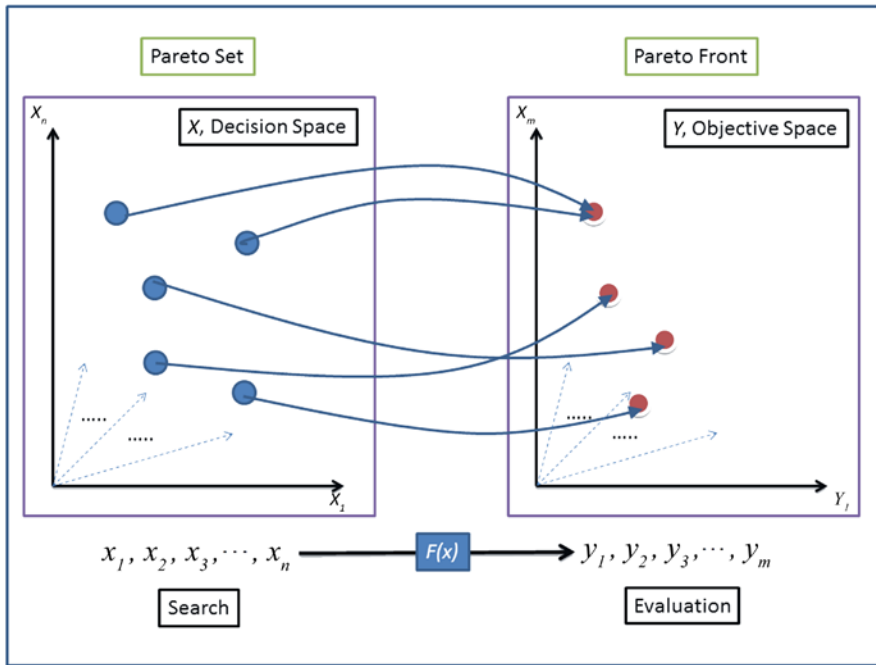 Pareto Set
Pareto Front
Xₙ
X, Decision Space
Xₘ
Y, Objective Space
.....
.....
X₁
.....
.....
Y₁
x₁, x₂, x₃, ..., xₙ
F(x)
y₁, y₂, y₃, ..., yₘ
Search
Evaluation